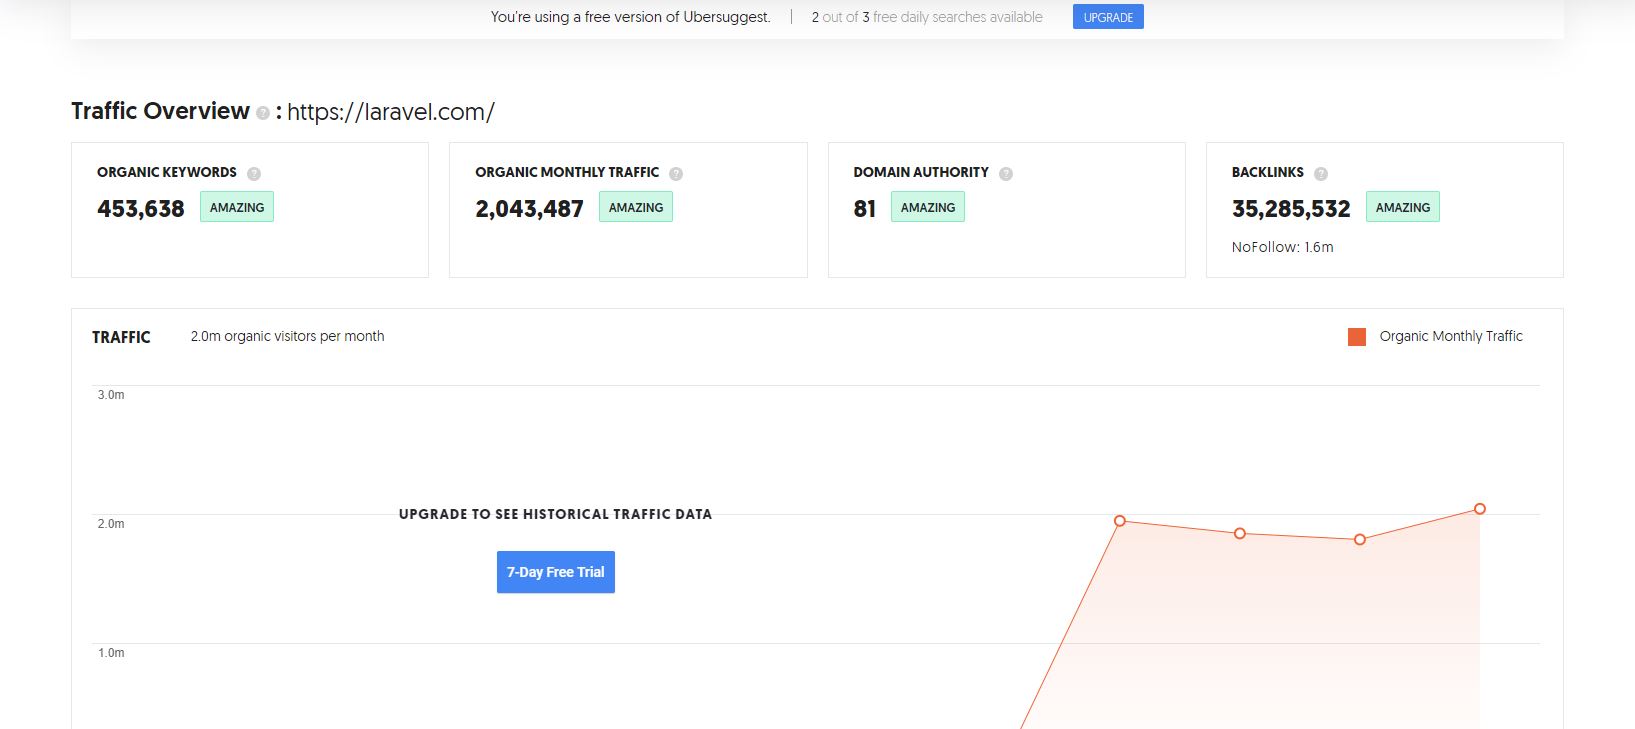 You're using a free version of Ubersuggest. | 2 out of 3 free daily searches available UPGRADE
Traffic Overview ? : https://laravel.com/
ORGANIC KEYWORDS ?
453,638 AMAZING
ORGANIC MONTHLY TRAFFIC ?
2,043,487 AMAZING
DOMAIN AUTHORITY ?
81 AMAZING
BACKLINKS ?
35,285,532 AMAZING
NoFollow: 1.6m
TRAFFIC 2.0m organic visitors per month Organic Monthly Traffic
3.0m
UPGRADE TO SEE HISTORICAL TRAFFIC DATA
2.0m
7-Day Free Trial
1.0m